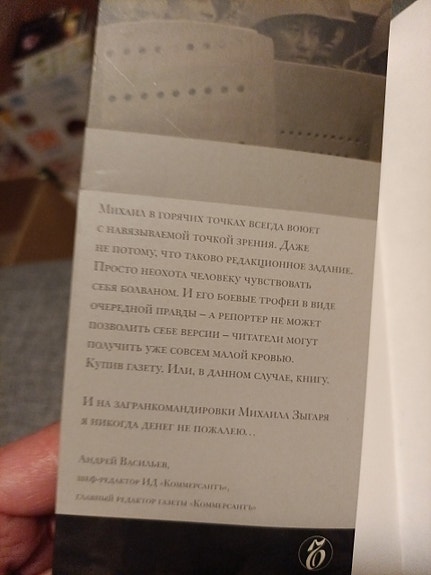 Михаил в горячих точках всегда воюет
с навязываемой точкой зрения. Даже
не потому, что таково редакционное задание.
Просто неохота человеку чувствовать
себя болваном. И его боевые трофеи в виде
очередной правды – а репортер не может
позволить себе версии – читатели могут
получить уже совсем малой кровью.
Купив газету. Или, в данном случае, книгу.
И на загранкомандировки Михаила Зыгаря
я никогда денег не пожалею...
Андрей Васильев,
шеф-редактор ИД «Коммерсантъ»,
главный редактор газеты «Коммерсантъ»
Ъ